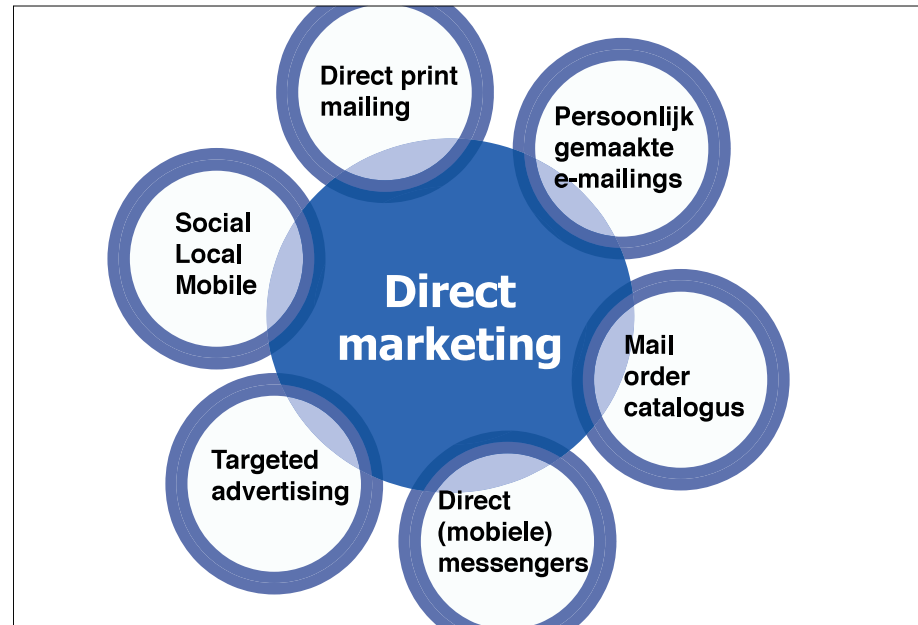 Direct print
mailing
Persoonlijk
gemaakte
e-mailings
Social
Local
Mobile
Direct
marketing
Mail
order
catalogus
Targeted
advertising
Direct
(mobiele)
messengers